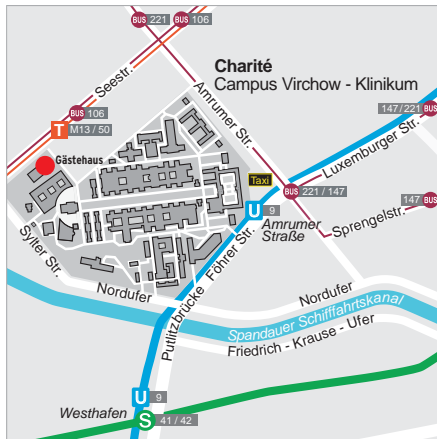 BUS 221
BUS 106
Seestr.
Charité
Campus Virchow - Klinikum
BUS 106
T M13 / 50
Amrumer Str.
147/221 BUS
Gästehaus
Luxemburger Str.
Taxi
BUS 221 / 147
147 BUS
U 9
Amrumer
Straße
Sprengelstr.
Sylter Str.
Föhrer Str.
Nordufer
Nordufer
Putlitzbrücke
Spandauer Schifffahrtskanal
Friedrich - Krause - Ufer
U 9
Westhafen
S 41 / 42